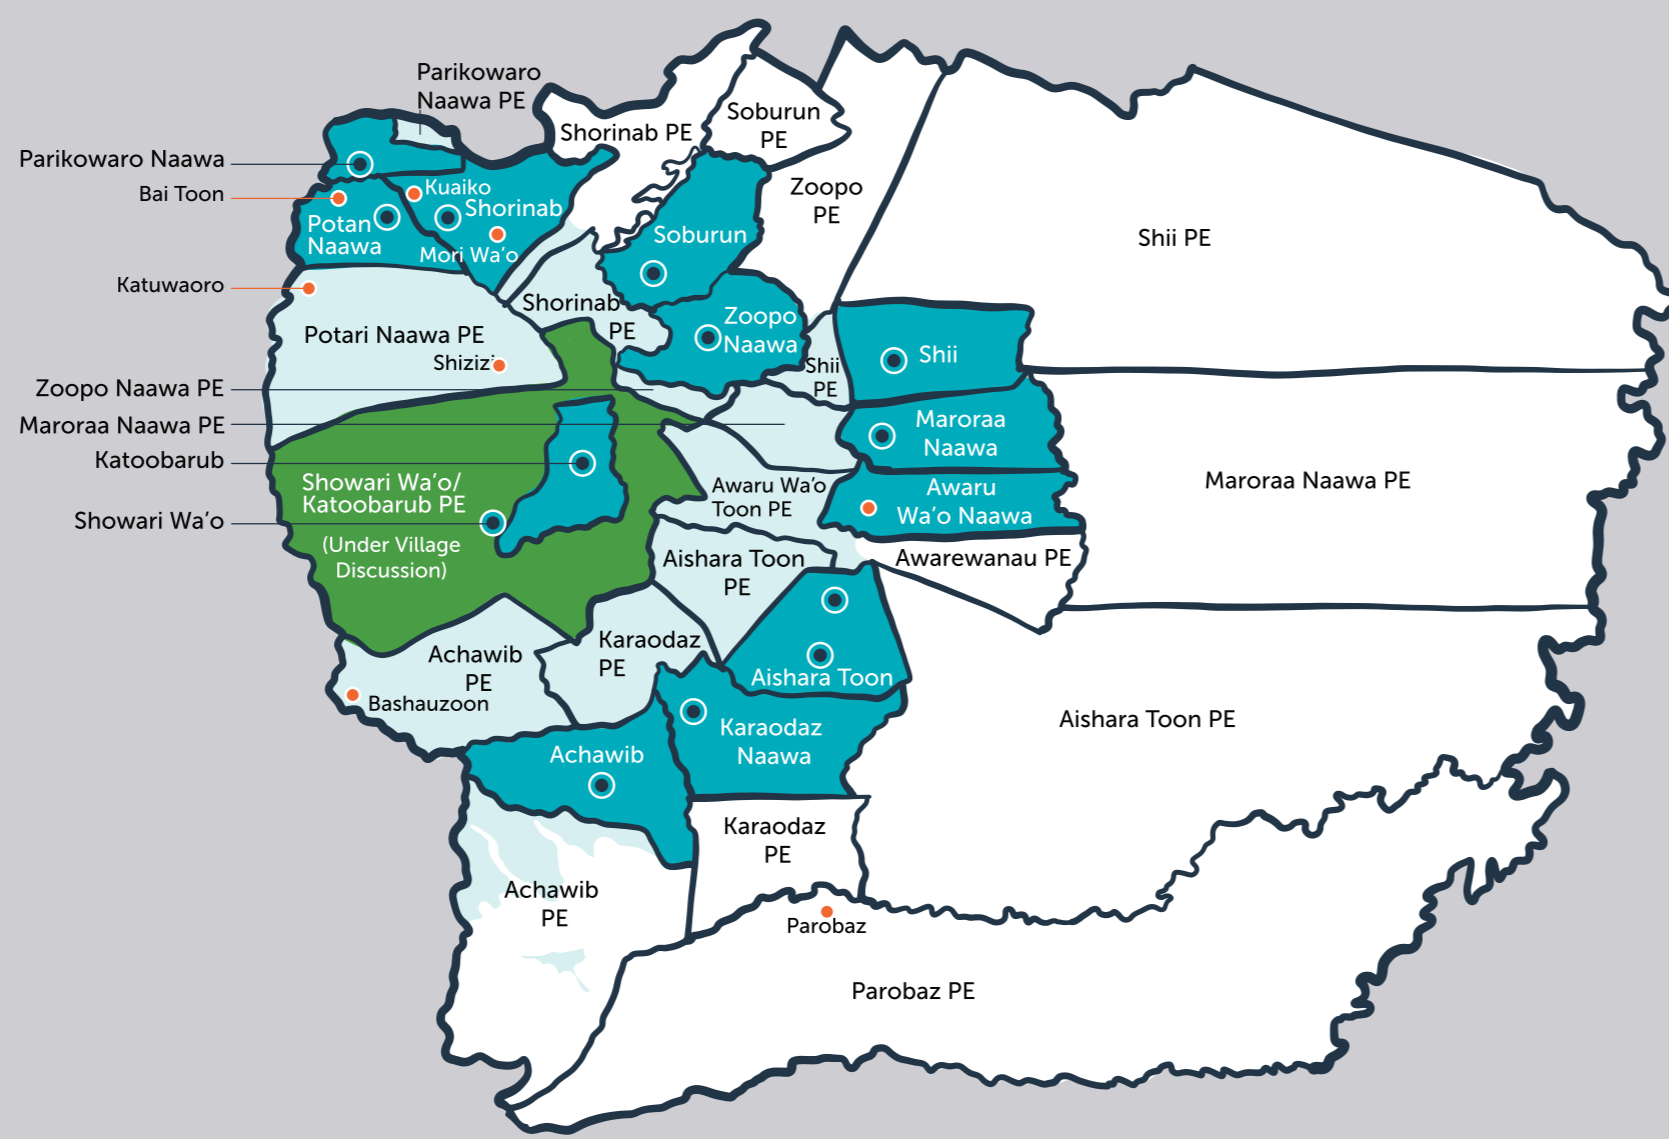 Parikowaro
Naawa PE
Shorinab PE
Soburun
PE
Parikowaro Naawa
Bai Toon
Kuaiko
Shorinab
Potan
Naawa
Mori Wa'o
Zoopo
PE
Shii PE
Soburun
Katuwaoro
Shorinab
PE
Zoopo
Naawa
Potari Naawa PE
Shizizi
Shii
PE
Shii
Zoopo Naawa PE
Maroraa Naawa PE
Maroraa
Naawa
Katoobarub
Showari Wa'o/
Katoobarub PE
(Under Village
Discussion)
Awaru Wa'o
Toon PE
Awaru
Wa'o Naawa
Maroraa Naawa PE
Showari Wa'o
Aishara Toon
PE
Awarewanau PE
Achawib
PE
Karaodaz
PE
Aishara Toon
Bashauzoon
Karaodaz
Naawa
Aishara Toon PE
Achawib
Karaodaz
PE
Achawib
PE
Parobaz
Parobaz PE